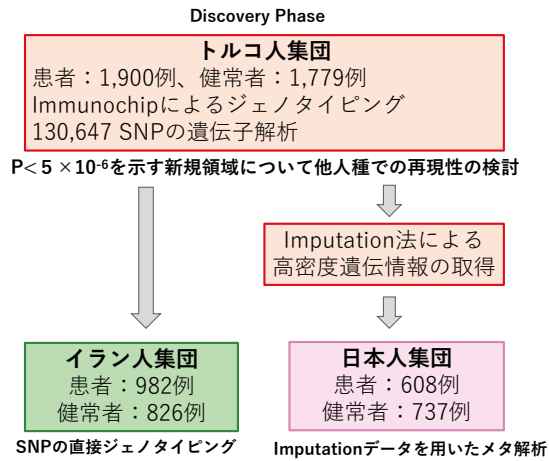 Discovery Phase
トルコ人集団
患者：1,900例、健常者：1,779例
Immunochipによるジェノタイピング
130,647 SNPの遺伝子解析
P< 5 ×10-6を示す新規領域について他人種での再現性の検討
Imputation法による
高密度遺伝情報の取得
イラン人集団
患者：982例
健常者：826例
SNPの直接ジェノタイピング
日本人集団
患者：608例
健常者：737例
Imputationデータを用いたメタ解析